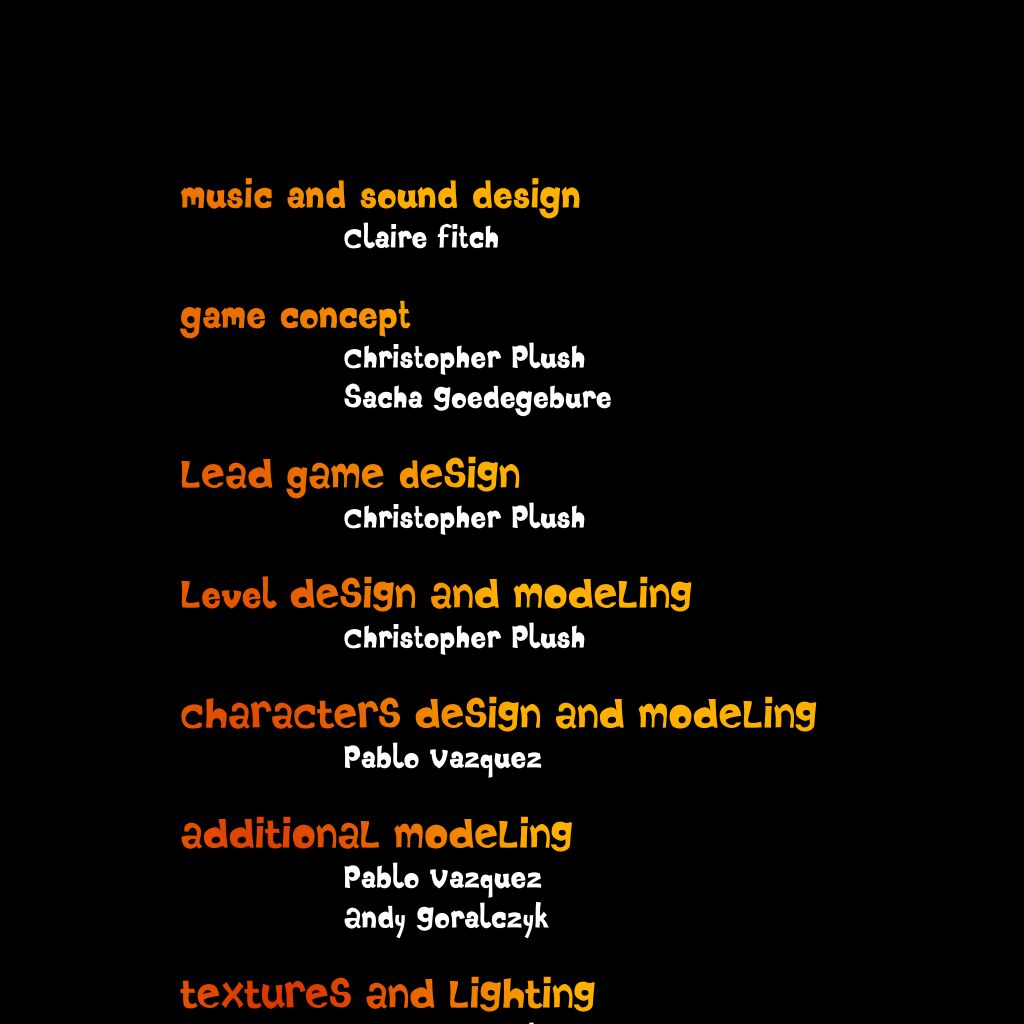 music and sound design
Claire fitch
game concept
Christopher Plush
Sacha goedegebure
Lead game deSign
Christopher Plush
Level deSign and modeLing
Christopher Plush
characterS deSign and modeLing
Pablo Vazquez
additionaL modeLing
Pablo Vazquez
andy goralczyk
textureS and Lighting